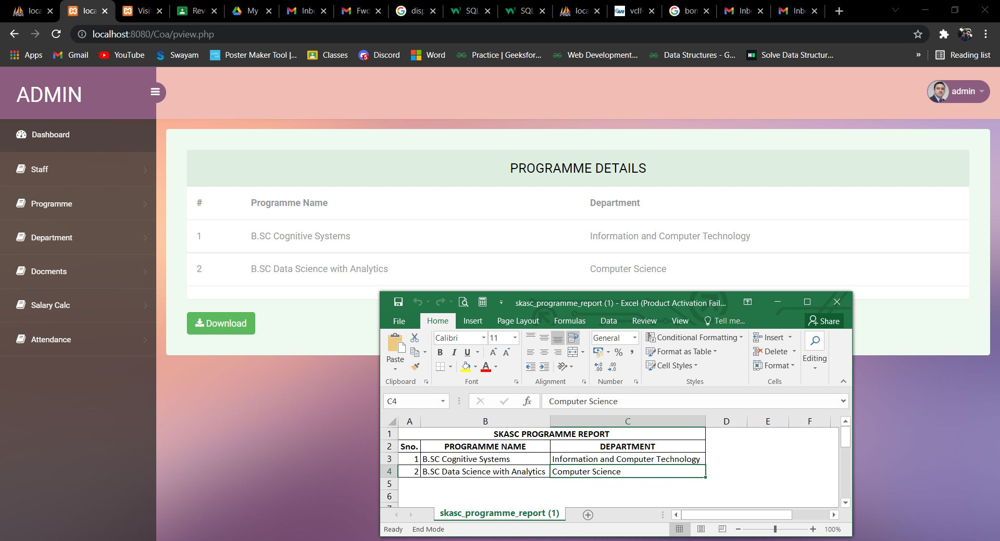 loca
loca
Visi
Rev
My
Inb
Fwd
disp
SQL
SQL
loca
vclf-
bon
Inb
Inb
localhost:8080/Coa/pview.php
Apps Gmail YouTube Swayam Poster Maker Tool |... Classes Discord Word Practice | Geeksfor... Web Development... Data Structures - G... Solve Data Structur... » Reading list
ADMIN
admin
Dashboard
Staff
Programme
Department
Docments
Salary Calc
Attendance
PROGRAMME DETAILS
# Programme Name Department
1 B.SC Cognitive Systems Information and Computer Technology
2 B.SC Data Science with Analytics Computer Science
Download
skasc_programme_report (1) - Excel (Product Activation Fail...
File Home Insert Page Layout Formulas Data Review View Tell me... Share
Paste
Calibri 11
B I U A A
A
General
% ,
.0 .00
.00 .0
Conditional Formatting
Format as Table
Cell Styles
Insert
Delete
Format
Editing
Clipboard Font Alignment Number Styles Cells
C4 fx Computer Science
A B C D E F
1 SKASC PROGRAMME REPORT
2 Sno. PROGRAMME NAME DEPARTMENT
3 1 B.SC Cognitive Systems Information and Computer Technology
4 2 B.SC Data Science with Analytics Computer Science
5
6
skasc_programme_report (1)
Ready End Mode 100%